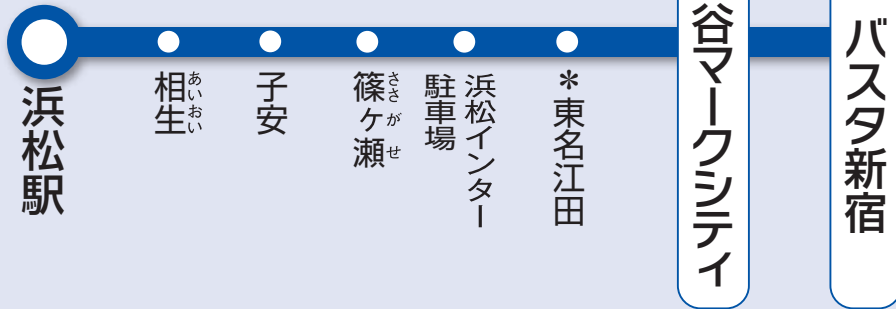 浜松駅
相生
あいおい
子安
篠ヶ瀬
ささがせ
浜松インター
駐車場
＊東名江田
谷マークシティ
バスタ新宿